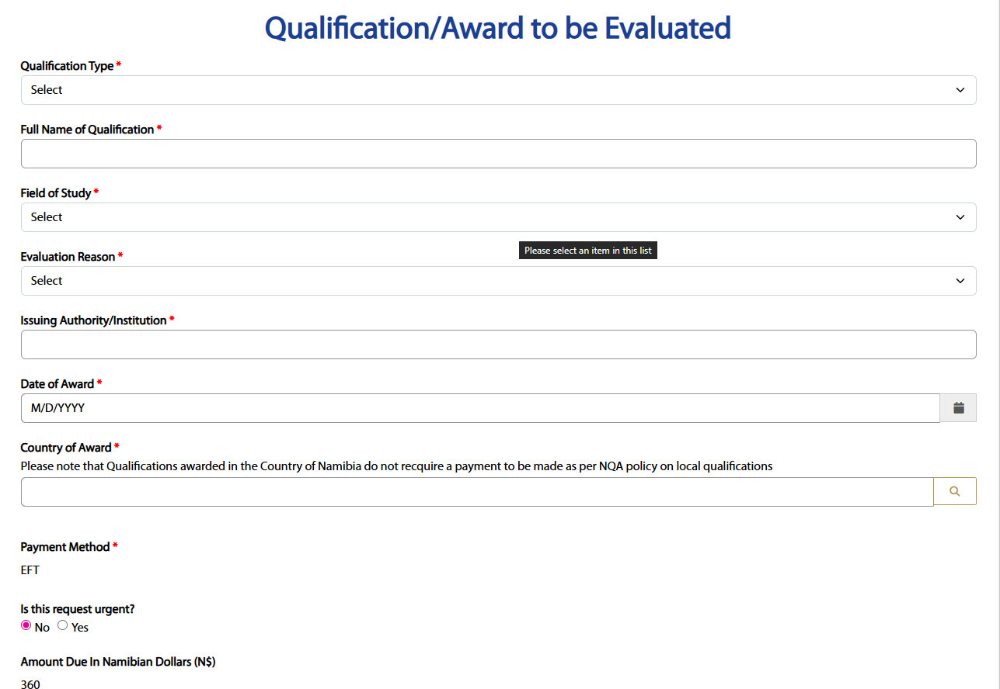 Qualification/Award to be Evaluated
Qualification Type *
Select
Full Name of Qualification *
Field of Study *
Select
Please select an item in this list
Evaluation Reason *
Select
Issuing Authority/Institution *
Date of Award *
M/D/YYYY
Country of Award *
Please note that Qualifications awarded in the Country of Namibia do not recquire a payment to be made as per NQA policy on local qualifications
Payment Method *
EFT
Is this request urgent?
No Yes
Amount Due In Namibian Dollars (N$)
360